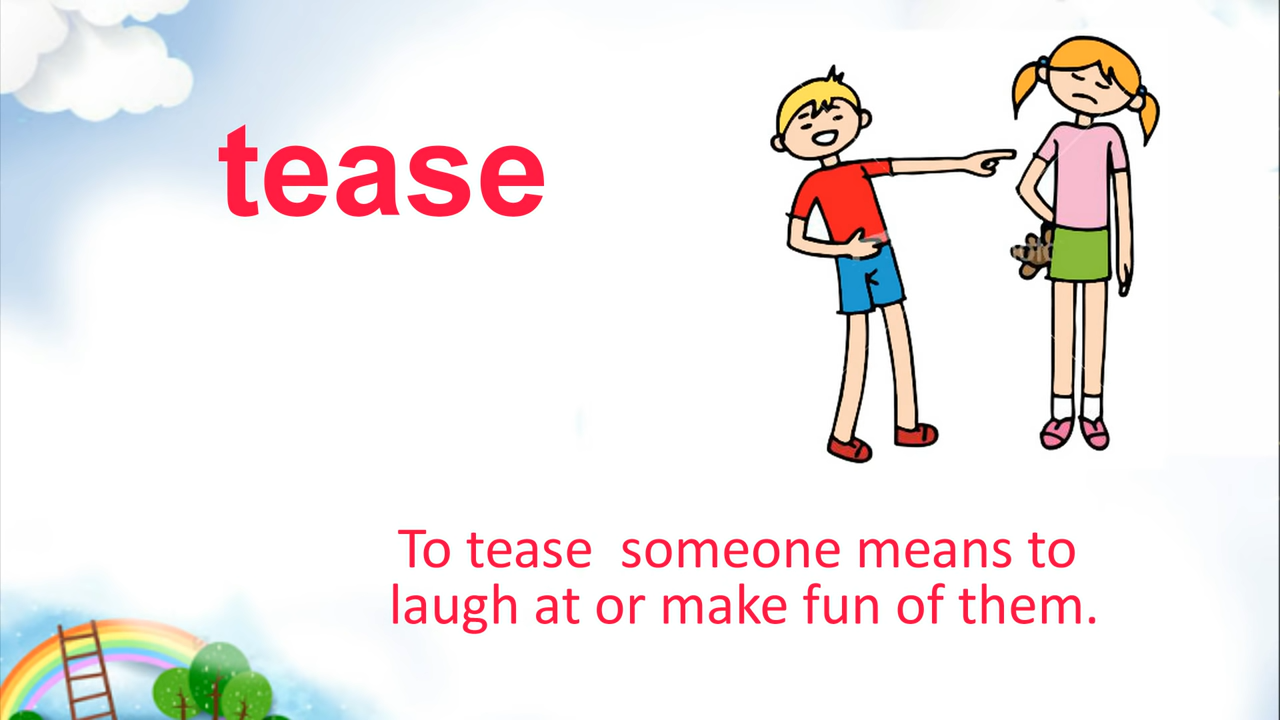 tease
To tease  someone means to
laugh at or make fun of them.